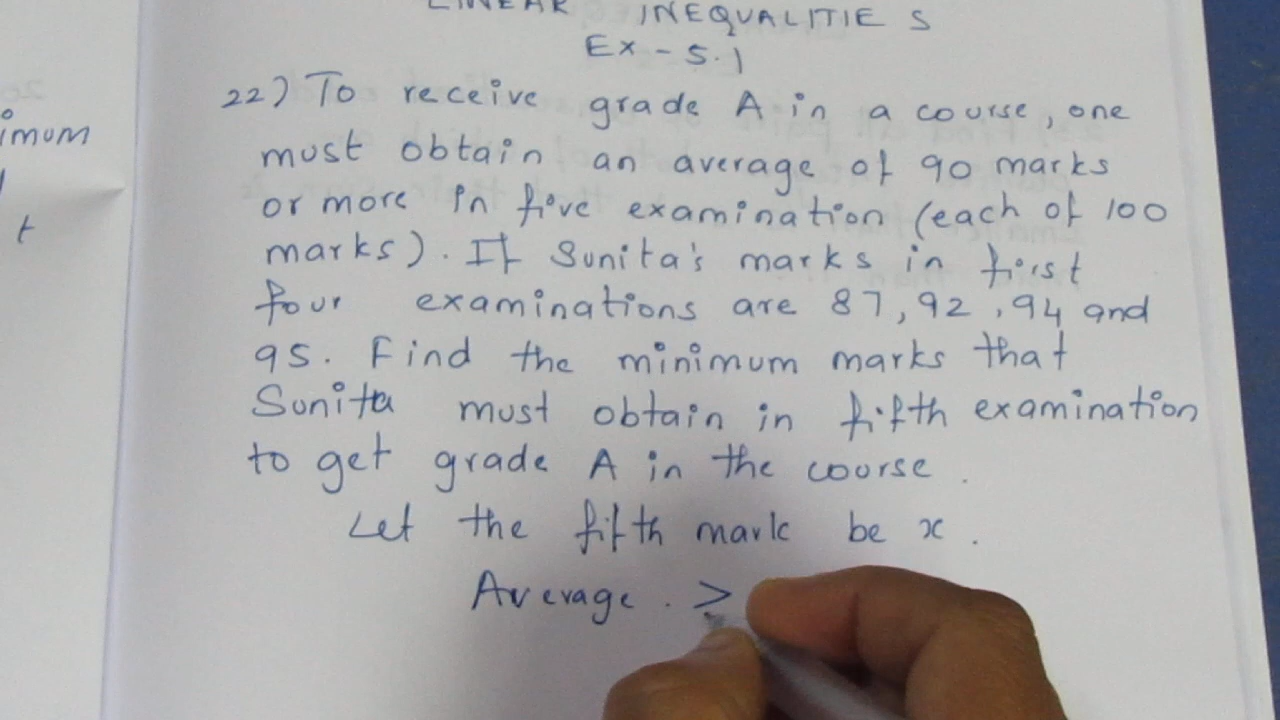 LINEAR INEQUALITIES
Ex - 5.1
22) To receive grade A in a course, one
must obtain an average of 90 marks
or more in five examination (each of 100
marks). If Sunita's marks in first
four examinations are 87, 92, 94 and
95. Find the minimum marks that
Sunita must obtain in fifth examination
to get grade A in the course.
Let the fifth mark be x.
Average >
imum
t